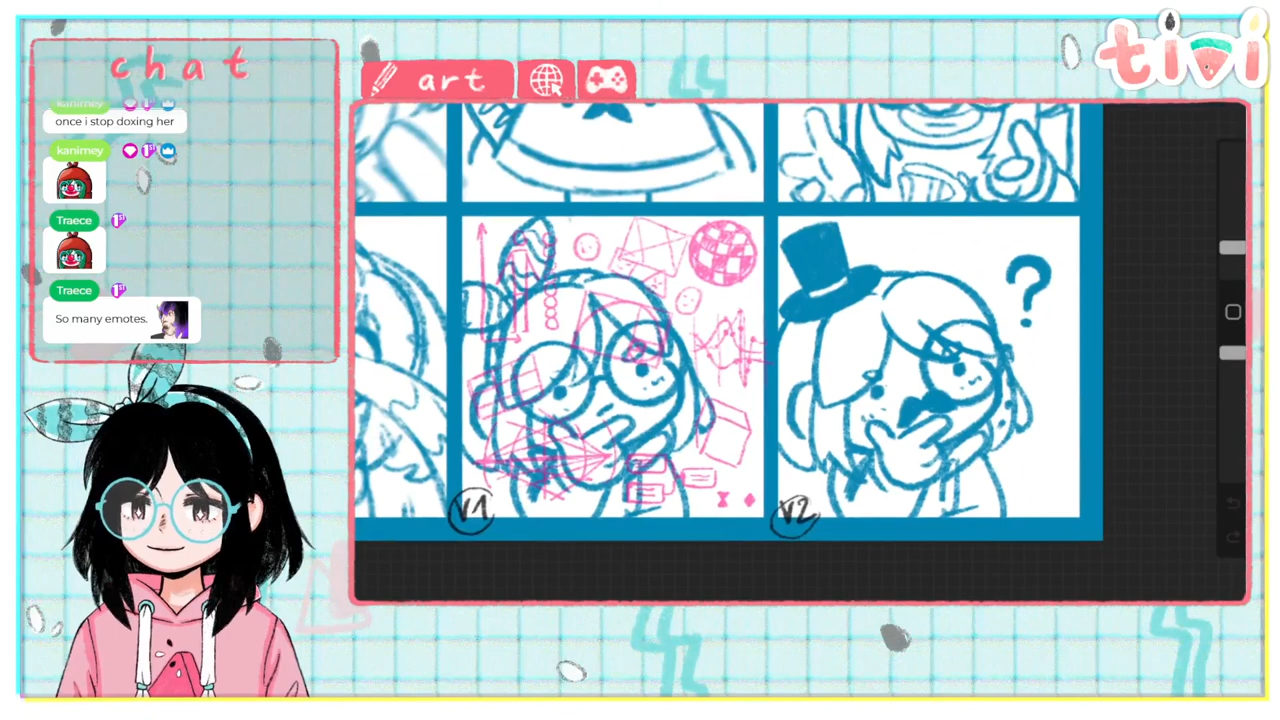 chat
kanimey
once i stop doxing her
kanimey
Traece
Traece
So many emotes.
art
tivi
?
V1
V2